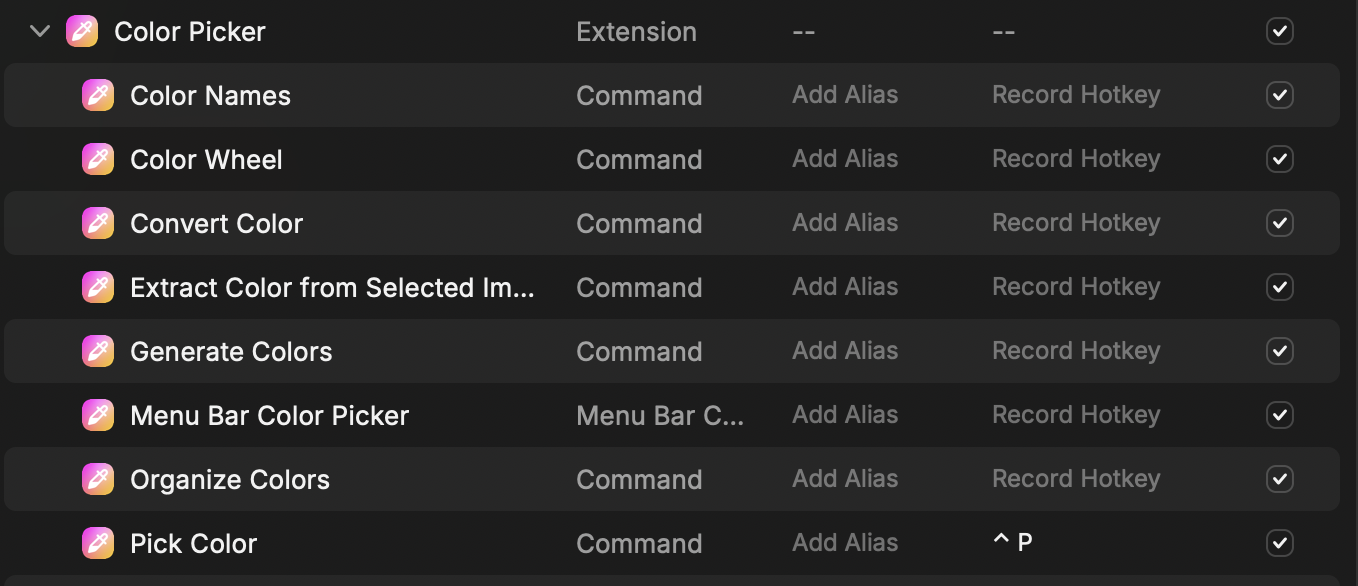 Color Picker Extension -- --
Color Names Command Add Alias Record Hotkey
Color Wheel Command Add Alias Record Hotkey
Convert Color Command Add Alias Record Hotkey
Extract Color from Selected Im... Command Add Alias Record Hotkey
Generate Colors Command Add Alias Record Hotkey
Menu Bar Color Picker Menu Bar C... Add Alias Record Hotkey
Organize Colors Command Add Alias Record Hotkey
Pick Color Command Add Alias ^ P